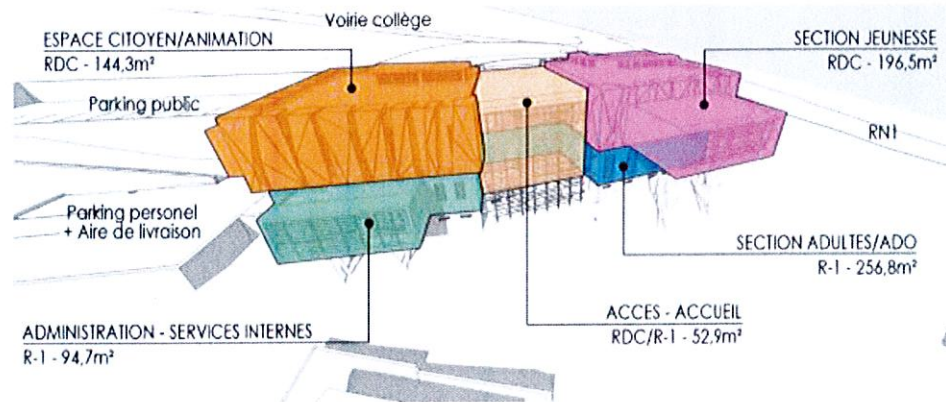 Voirie collège
ESPACE CITOYEN/ANIMATION
RDC - 144,3m²
SECTION JEUNESSE
RDC - 196,5m²
Parking public
RN1
Parking personel
+ Aire de livraison
SECTION ADULTES/ADO
R-1 - 256,8m²
ACCES - ACCUEIL
RDC/R-1 - 52,9m²
ADMINISTRATION - SERVICES INTERNES
R-1 - 94,7m²